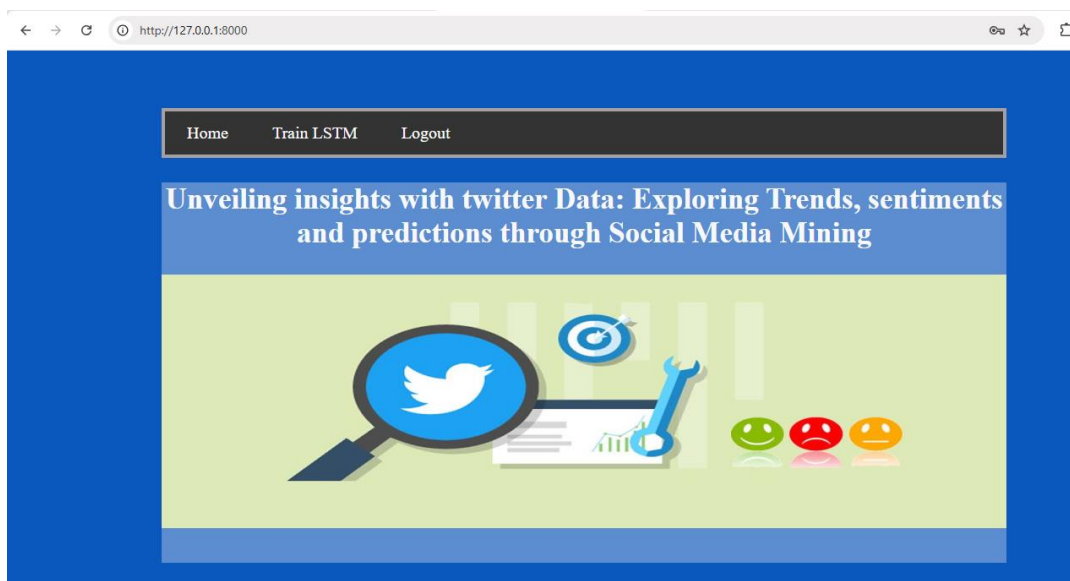 http://127.0.0.1:8000
Home Train LSTM Logout
Unveiling insights with twitter Data: Exploring Trends, sentiments
and predictions through Social Media Mining